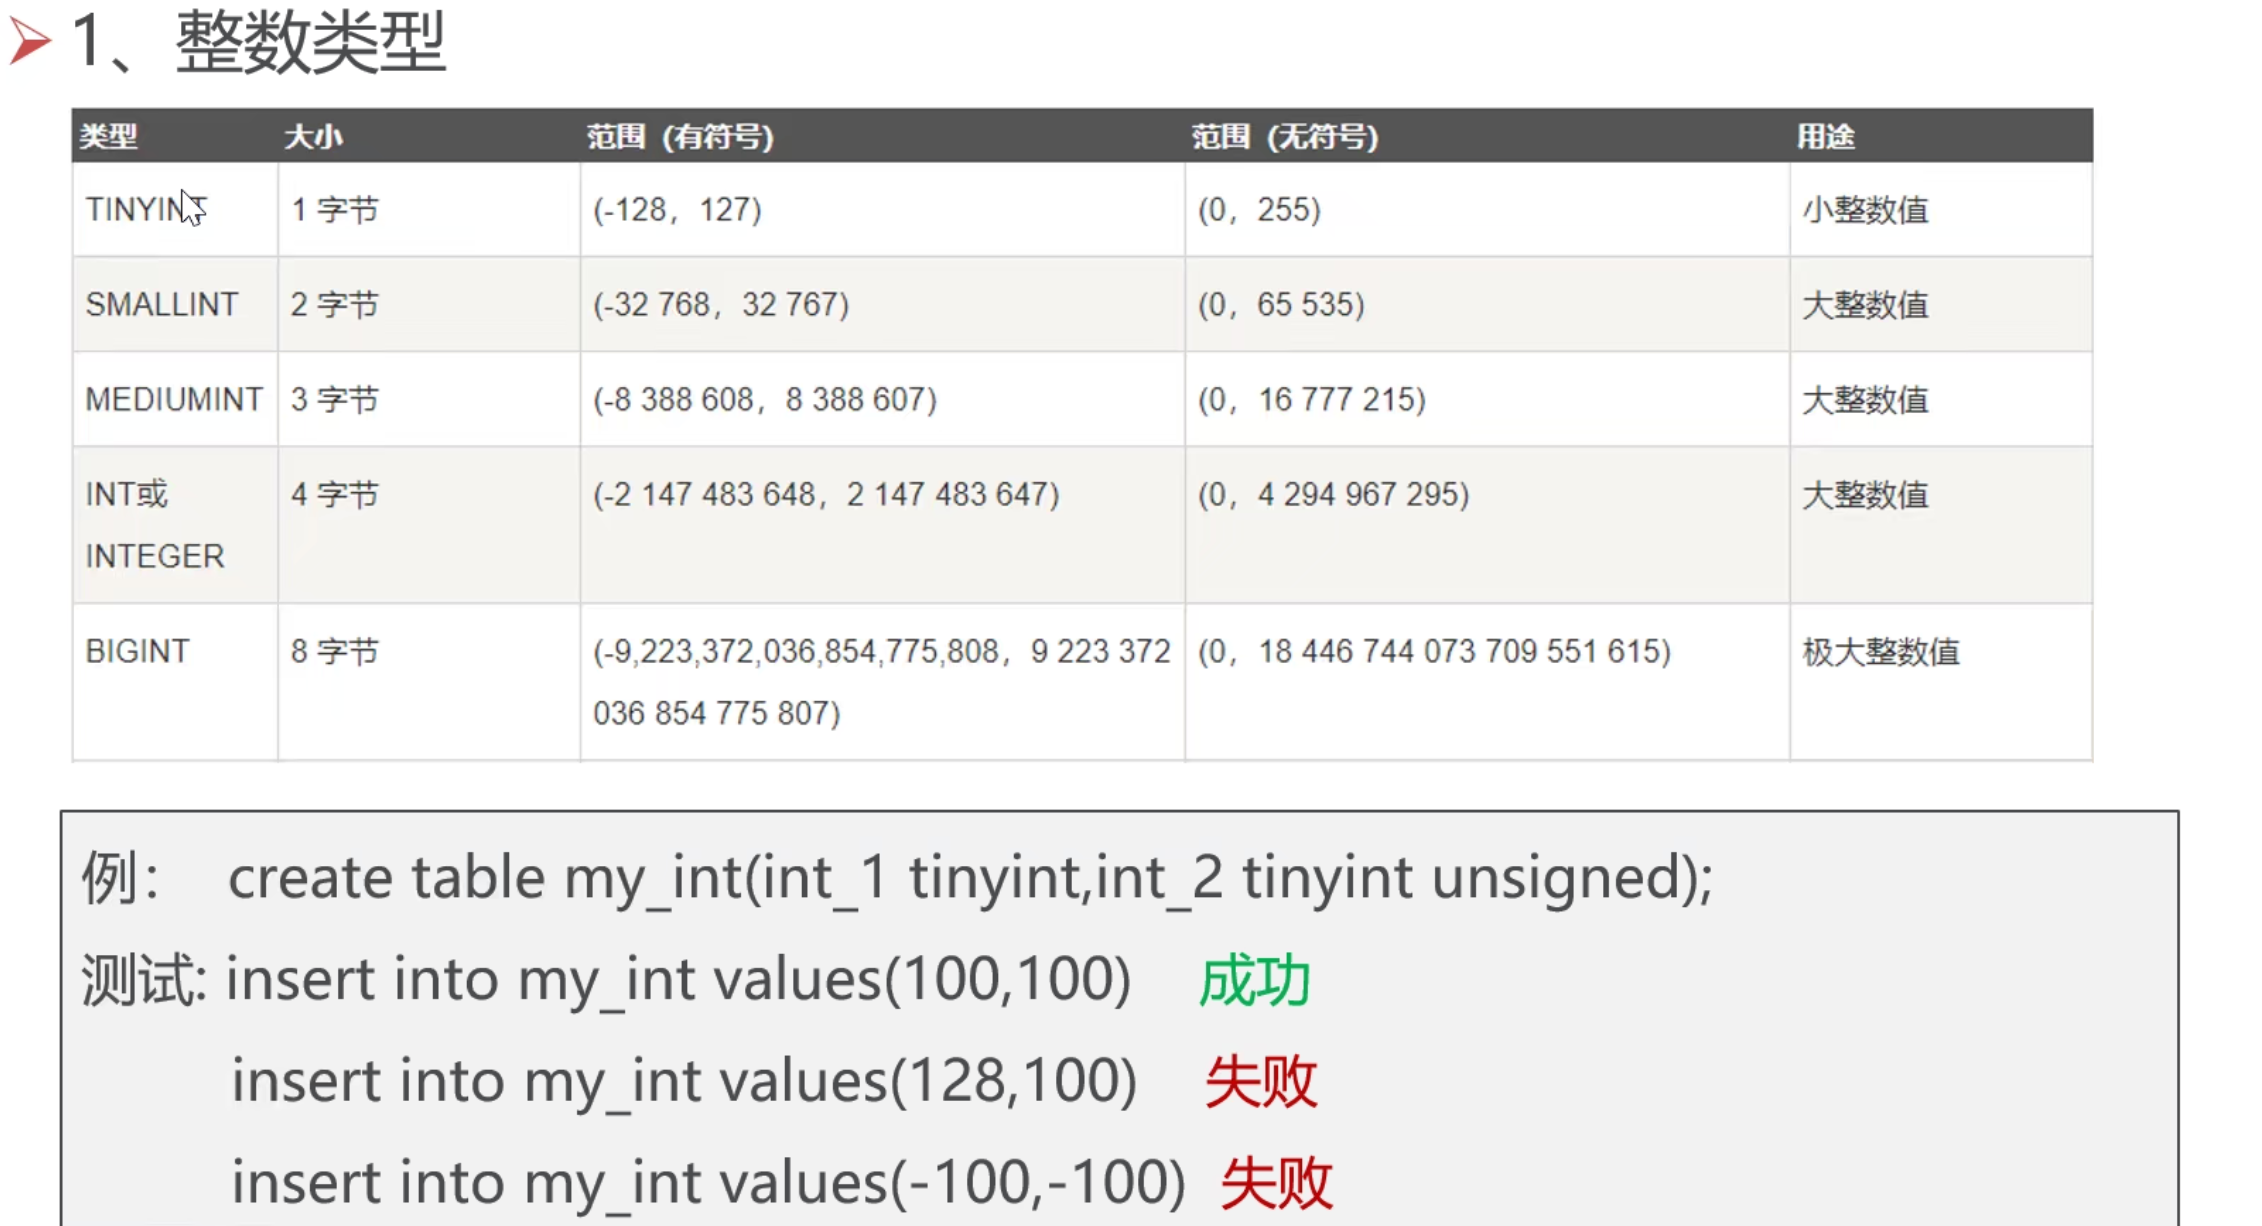 1、整数类型
类型 大小 范围（有符号） 范围（无符号） 用途
TINYINT 1 字节 (-128，127) (0，255) 小整数值
SMALLINT 2 字节 (-32 768，32 767) (0，65 535) 大整数值
MEDIUMINT 3 字节 (-8 388 608，8 388 607) (0，16 777 215) 大整数值
INT或 4 字节 (-2 147 483 648，2 147 483 647) (0，4 294 967 295) 大整数值
INTEGER
BIGINT 8 字节 (-9,223,372,036,854,775,808，9 223 372 (0，18 446 744 073 709 551 615) 极大整数值
036 854 775 807)
例： create table my_int(int_1 tinyint,int_2 tinyint unsigned);
测试: insert into my_int values(100,100) 成功
insert into my_int values(128,100) 失败
insert into my_int values(-100,-100) 失败